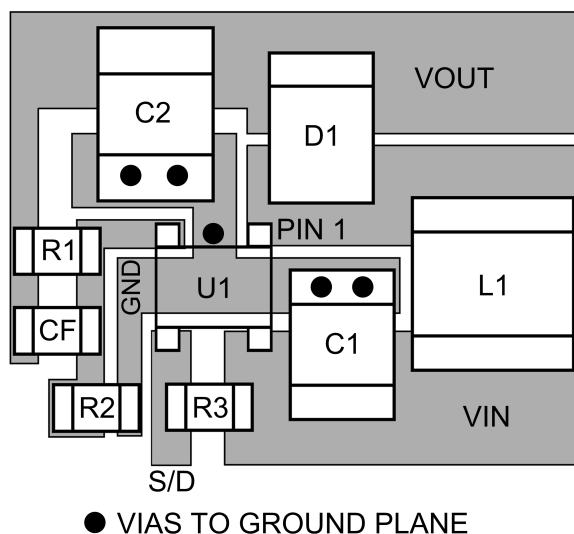 VOUT
C2
D1
PIN 1
R1
GND
U1
L1
CF
C1
R2
R3
VIN
S/D
VIAS TO GROUND PLANE